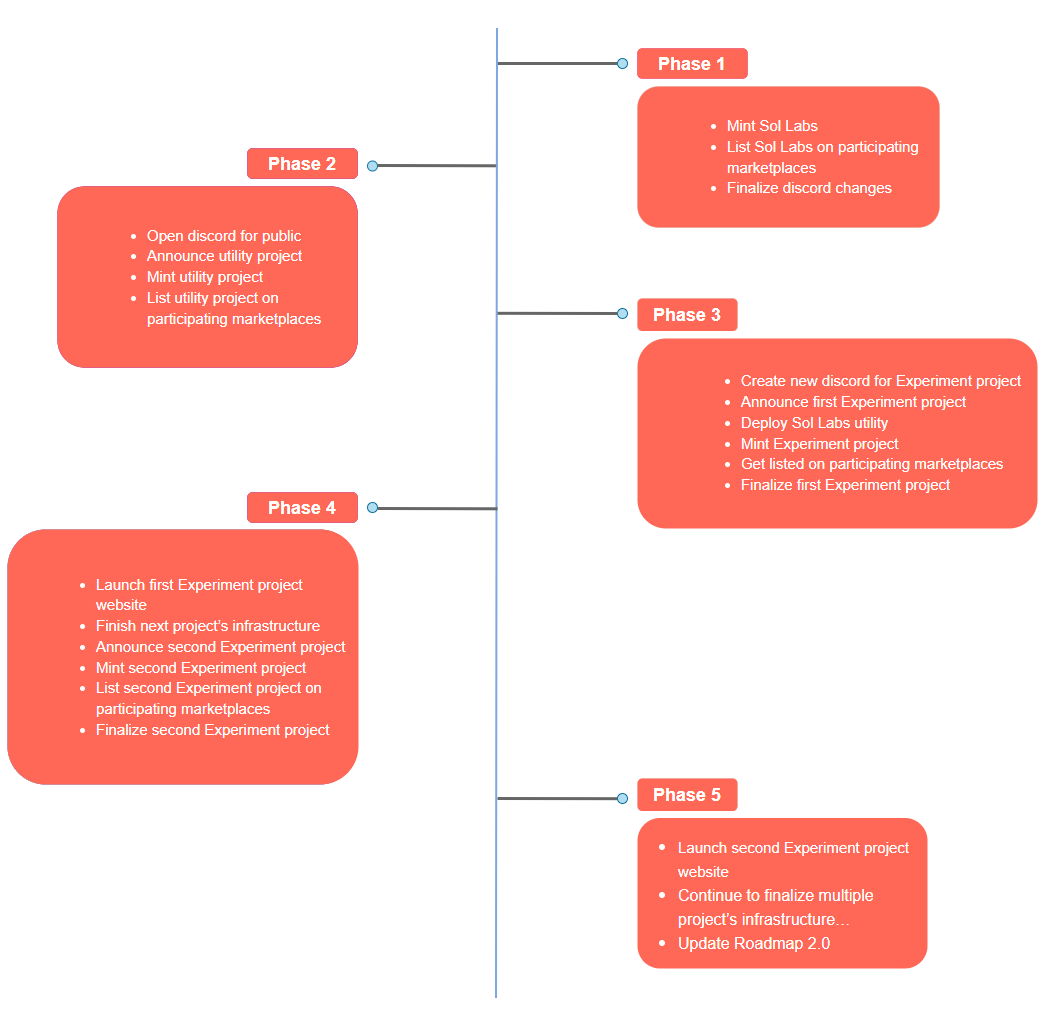 Phase 1
• Mint Sol Labs
• List Sol Labs on participating
marketplaces
• Finalize discord changes
Phase 2
• Open discord for public
• Announce utility project
• Mint utility project
• List utility project on
participating marketplaces
Phase 3
• Create new discord for Experiment project
• Announce first Experiment project
• Deploy Sol Labs utility
• Mint Experiment project
• Get listed on participating marketplaces
• Finalize first Experiment project
Phase 4
• Launch first Experiment project
website
• Finish next project’s infrastructure
• Announce second Experiment project
• Mint second Experiment project
• List second Experiment project on
participating marketplaces
• Finalize second Experiment project
Phase 5
• Launch second Experiment project
website
• Continue to finalize multiple
project’s infrastructure…
• Update Roadmap 2.0